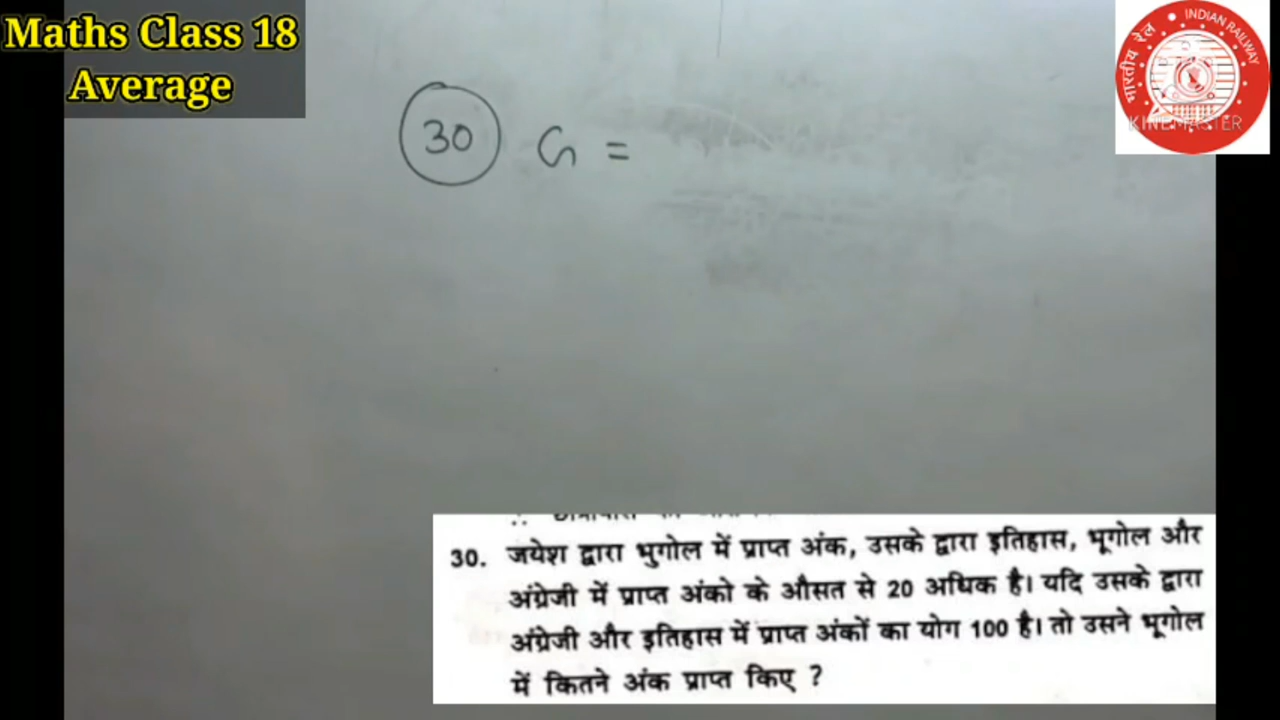 Maths Class 18
Average
भारतीय रेल
INDIAN RAILWAY
KINEMASTER
30 G =
30. जयेश द्वारा भुगोल में प्राप्त अंक, उसके द्वारा इतिहास, भूगोल और
अंग्रेजी में प्राप्त अंको के औसत से 20 अधिक है। यदि उसके द्वारा
अंग्रेजी और इतिहास में प्राप्त अंकों का योग 100 है। तो उसने भूगोल
में कितने अंक प्राप्त किए ?